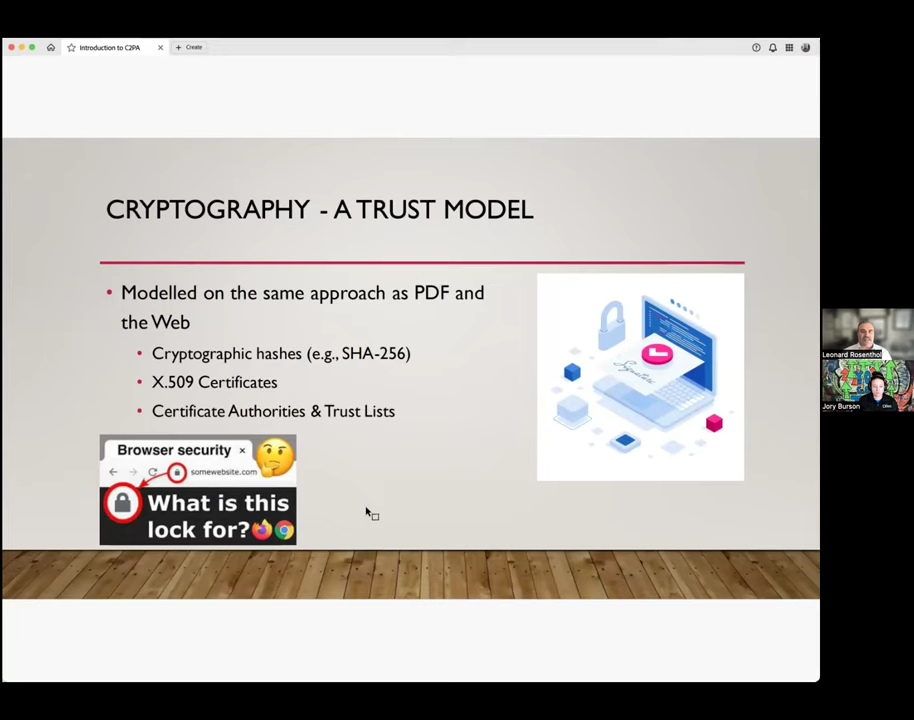 Introduction to C2PA
Create
CRYPTOGRAPHY - A TRUST MODEL
• Modelled on the same approach as PDF and
the Web
• Cryptographic hashes (e.g., SHA-256)
• X.509 Certificates
• Certificate Authorities & Trust Lists
Browser security
somewebsite.com
What is this
lock for?
Signature
Leonard Rosenthol
Jory Burson